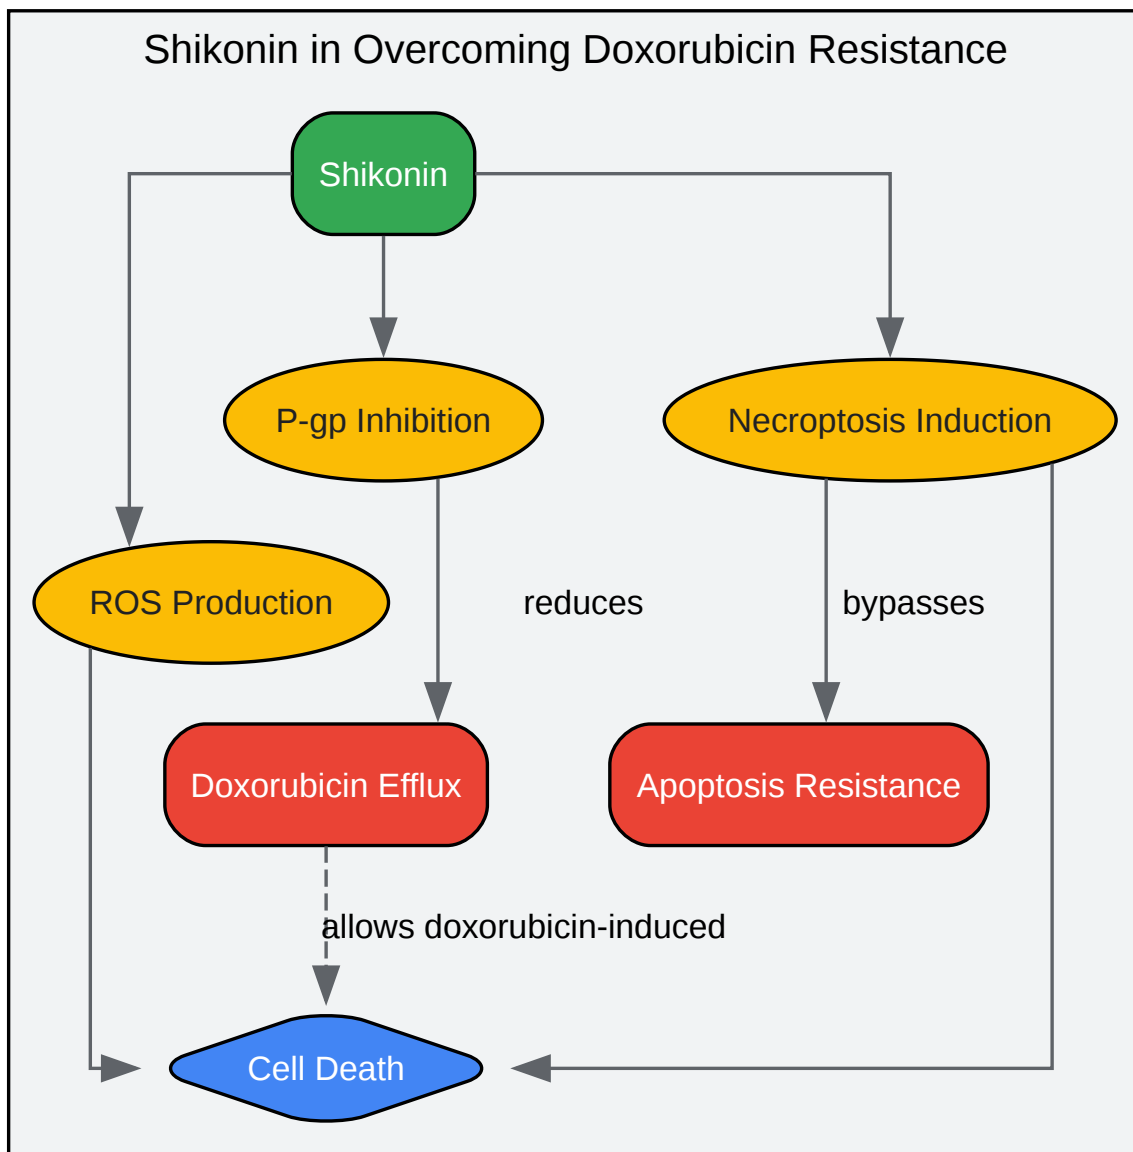 Shikonin in Overcoming Doxorubicin Resistance
Shikonin
P-gp Inhibition
Necroptosis Induction
ROS Production
reduces
bypasses
Doxorubicin Efflux
Apoptosis Resistance
allows doxorubicin-induced
Cell Death